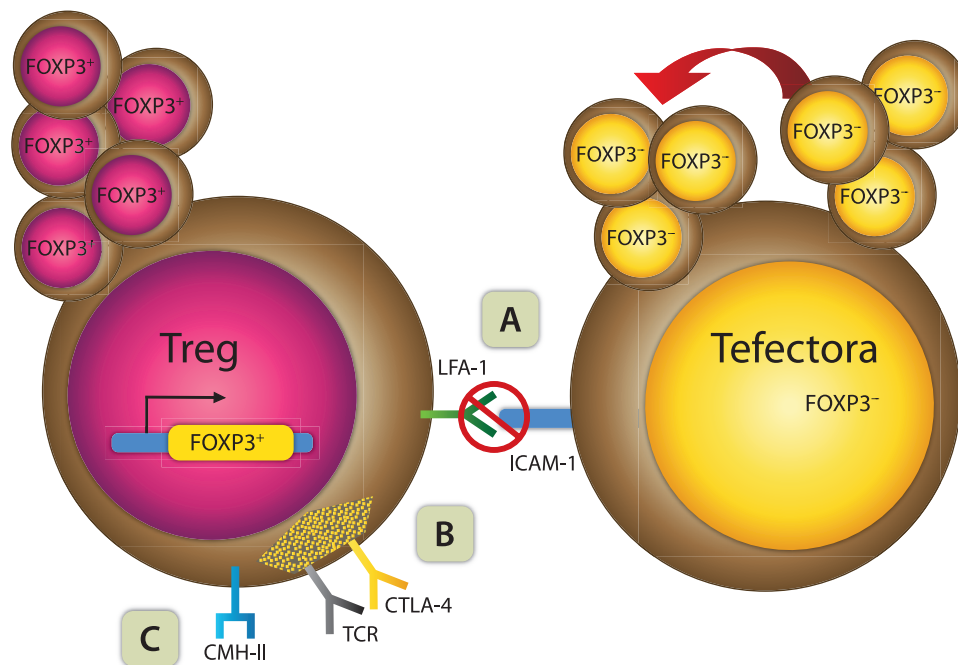 FOXP3⁺
FOXP3⁺
FOXP3⁺
FOXP3⁺
FOXP3⁺
Treg
FOXP3⁺
FOXP3⁻
FOXP3⁻
FOXP3⁻
FOXP3⁻
FOXP3⁻
FOXP3⁻
Tefectora
FOXP3⁻
A
LFA-1
ICAM-1
B
CTLA-4
TCR
C
CMH-II